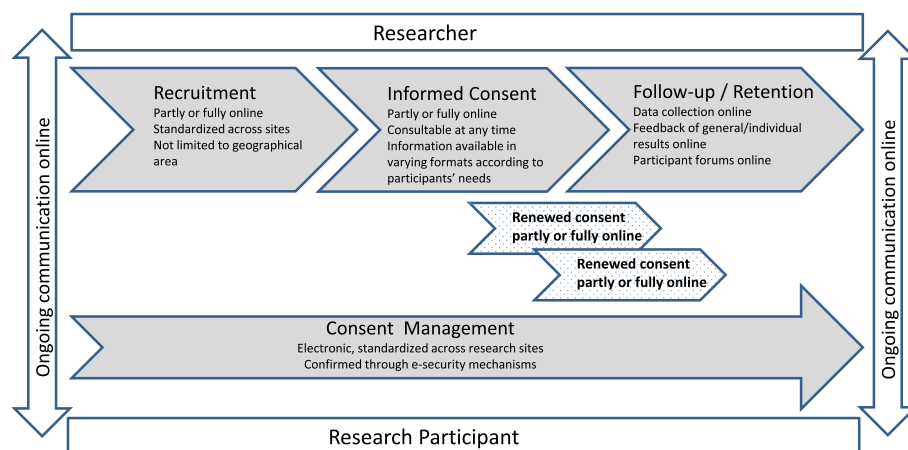 Researcher
Ongoing communication online
Recruitment
Partly or fully online
Standardized across sites
Not limited to geographical
area
Informed Consent
Partly or fully online
Consultable at any time
Information available in
varying formats according to
participants’ needs
Follow-up / Retention
Data collection online
Feedback of general/individual
results online
Participant forums online
Renewed consent
partly or fully online
Renewed consent
partly or fully online
Consent Management
Electronic, standardized across research sites
Confirmed through e-security mechanisms
Ongoing communication online
Research Participant